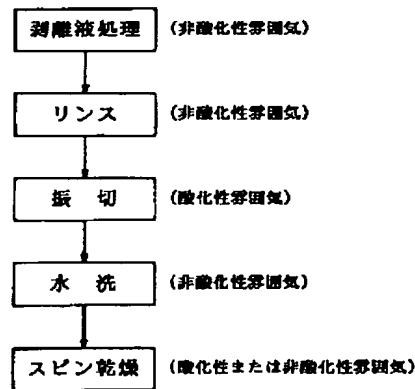 剥離液処理 (非酸化性雰囲気)
リンス (非酸化性雰囲気)
振切 (酸化性雰囲気)
水洗 (非酸化性雰囲気)
スピン乾燥 (酸化性または非酸化性雰囲気)